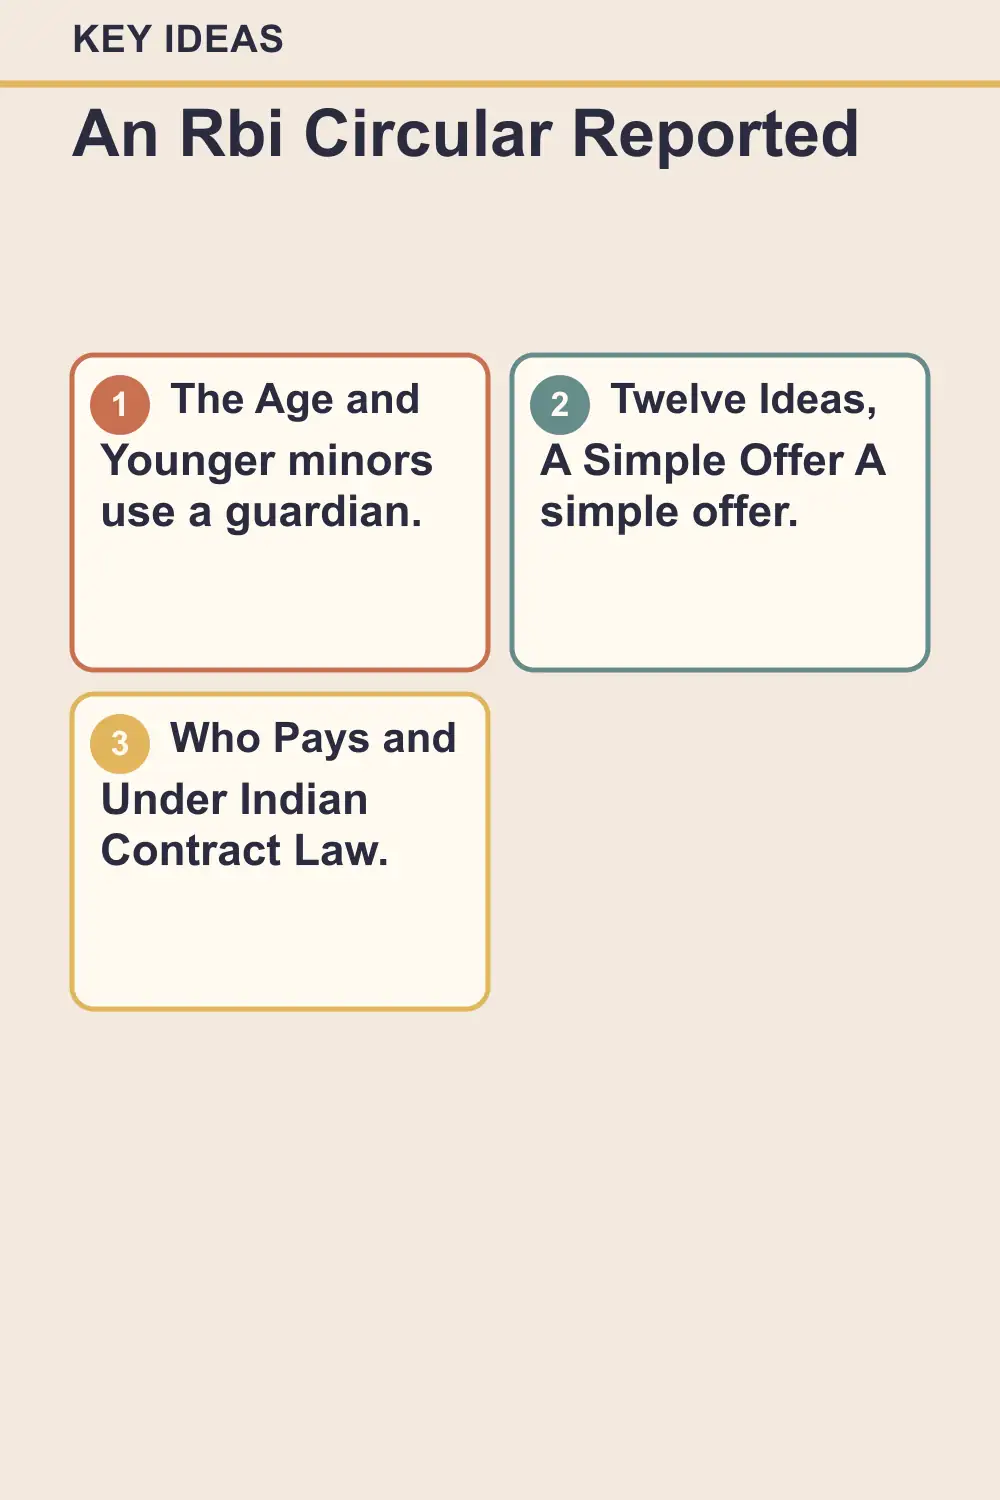 KEY IDEAS
An Rbi Circular Reported
1 The Age and
Younger minors
use a guardian.
2 Twelve Ideas,
A Simple Offer A
simple offer.
3 Who Pays and
Under Indian
Contract Law.